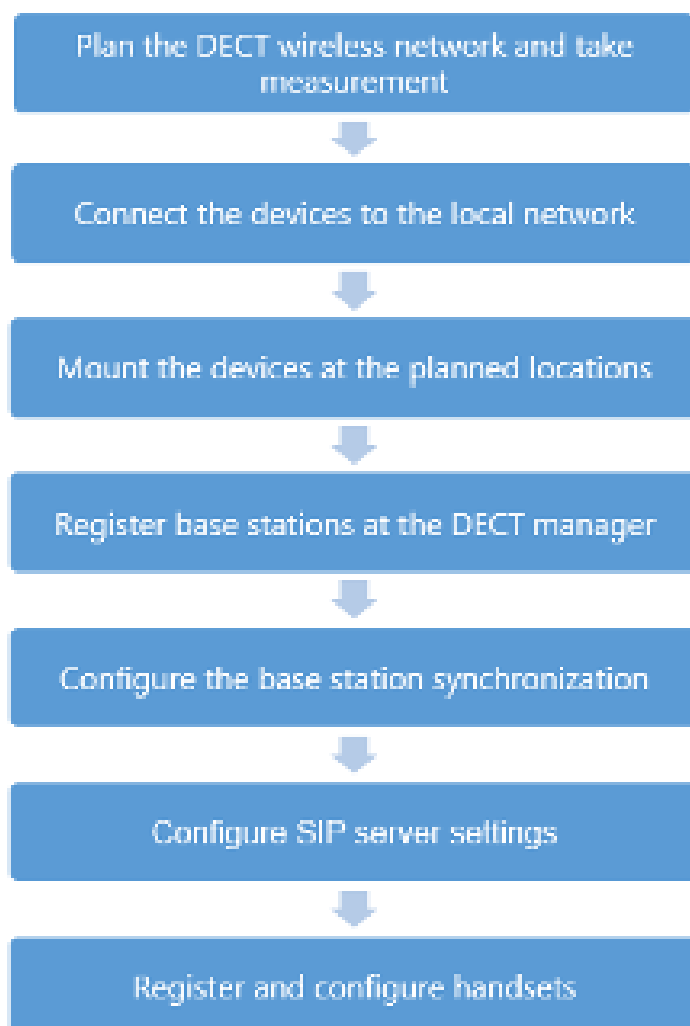 Plan the DECT wireless network and take
measurement
Connect the devices to the local network
Mount the devices at the planned locations
Register base stations at the DECT manager
Configure the base station synchronization
Configure SIP server settings
Register and configure handsets